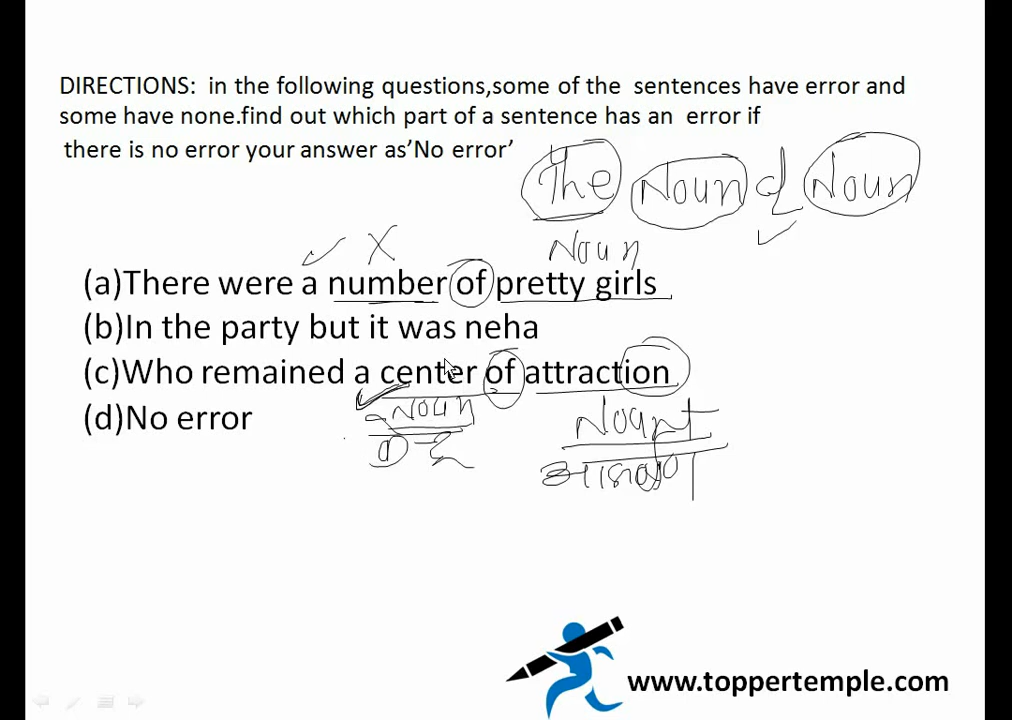 DIRECTIONS: in the following questions,some of the sentences have error and
some have none.find out which part of a sentence has an error if
there is no error your answer as'No error'
The Noun of Noun
Noun
(a)There were a number of pretty girls
(b)In the party but it was neha
(c)Who remained a center of attraction
Noun
Noun
(d)No error
www.toppertemple.com